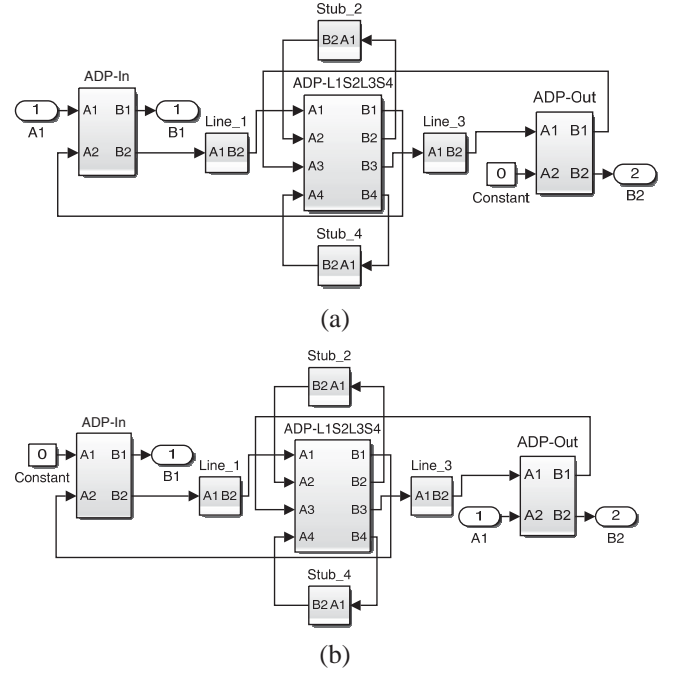 Stub_2
B2 A1
ADP-In
ADP-L1S2L3S4
ADP-Out
1
A1
A1 B1
A2 B2
1
B1
Line_1
A1 B2
A1 B1
A2 B2
A3 B3
A4 B4
Line_3
A1 B2
A1 B1
A2 B2
0
Constant
2
B2
Stub_4
B2 A1
(a)
Stub_2
B2 A1
ADP-In
ADP-L1S2L3S4
ADP-Out
0
Constant
A1 B1
A2 B2
1
B1
Line_1
A1 B2
A1 B1
A2 B2
A3 B3
A4 B4
Line_3
A1 B2
1
A1
A1 B1
A2 B2
2
B2
Stub_4
B2 A1
(b)